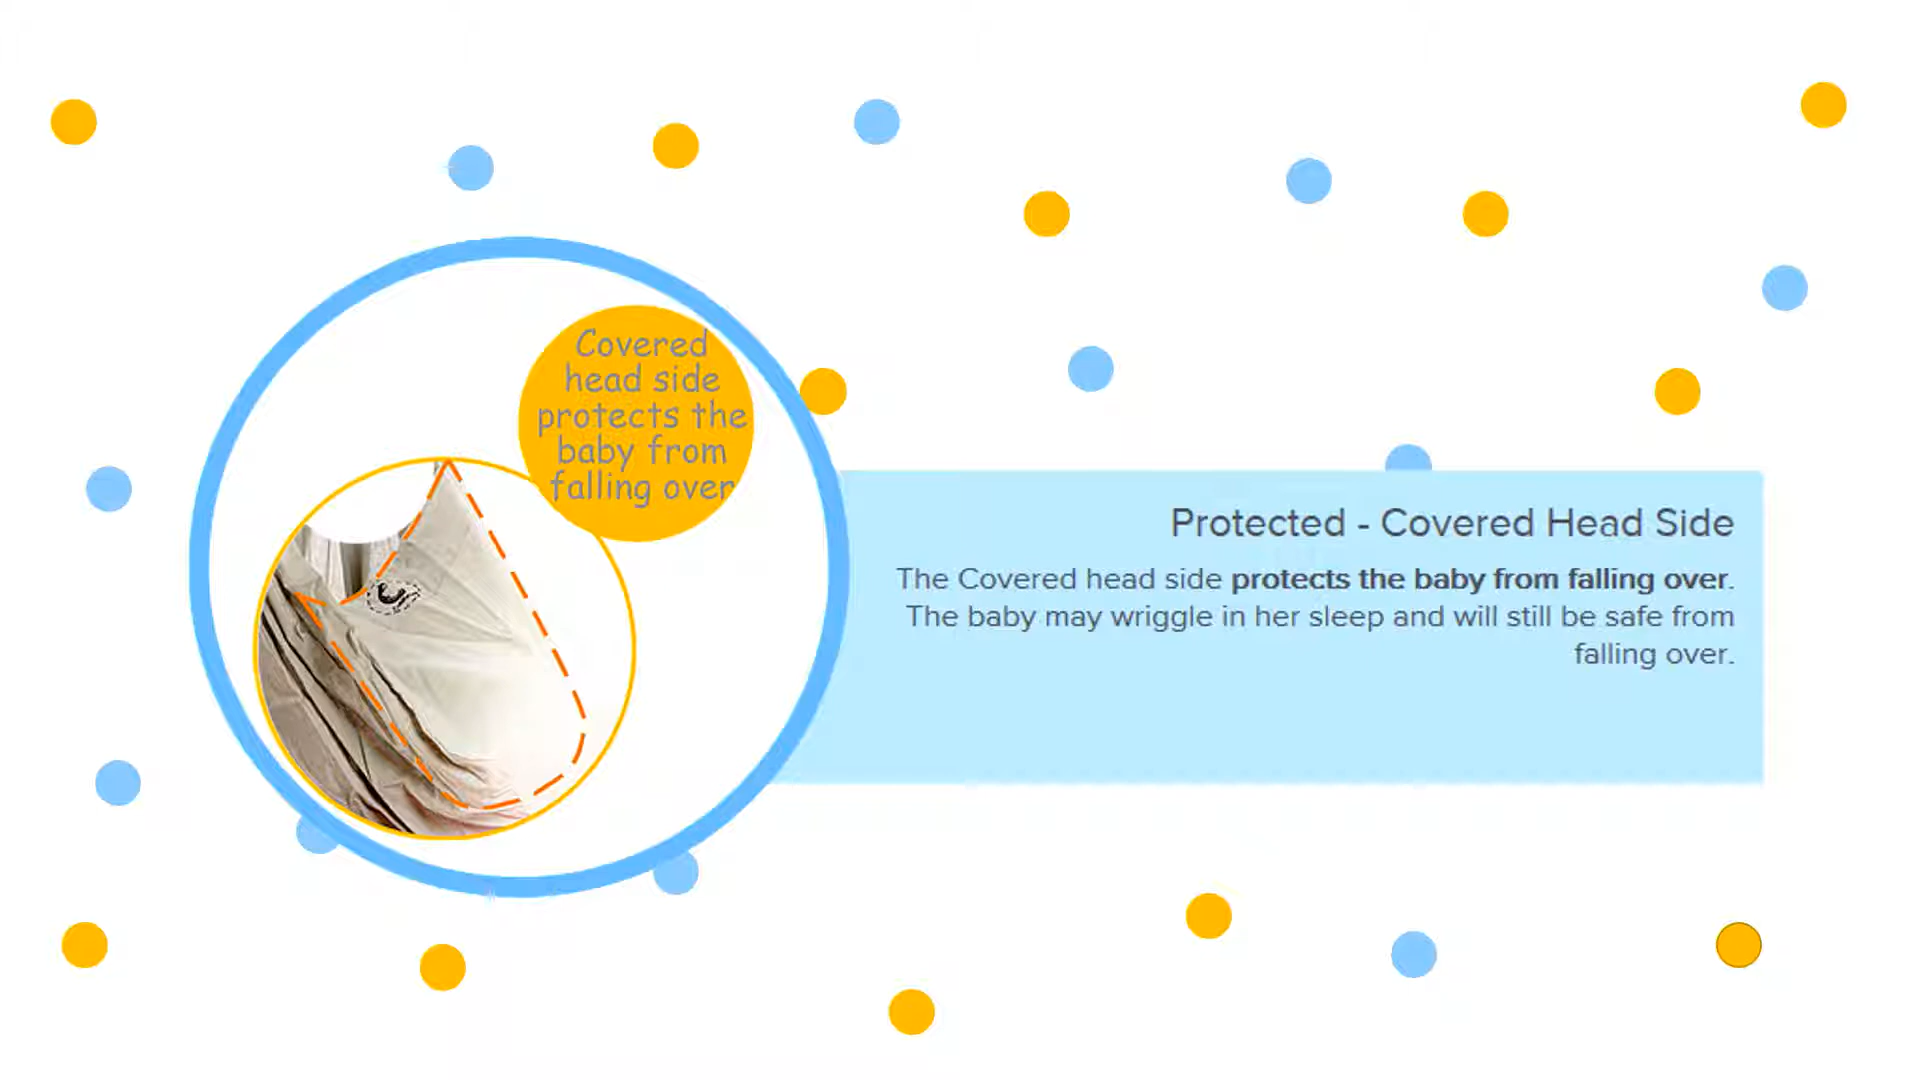 Covered
head side
protects the
baby from
falling over
Protected - Covered Head Side
The Covered head side protects the baby from falling over.
The baby may wriggle in her sleep and will still be safe from
falling over.